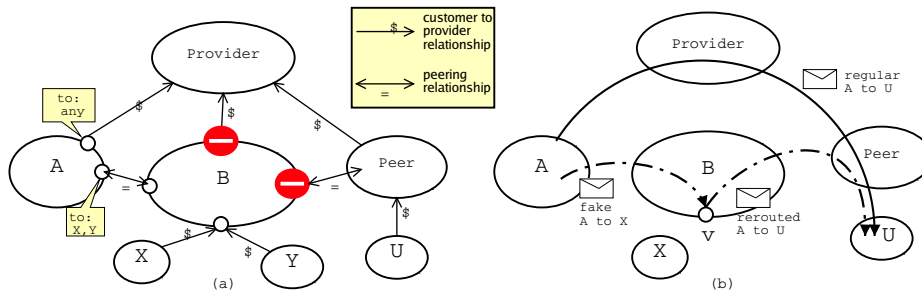 $
customer to
provider
relationship
=
peering
relationship
Provider
to:
any
$
$
$
A
=
B
=
Peer
to:
X,Y
$
$
$
X
Y
U
(a)
Provider
regular
A to U
A
B
Peer
fake
A to X
rerouted
A to U
v
U
X
(b)